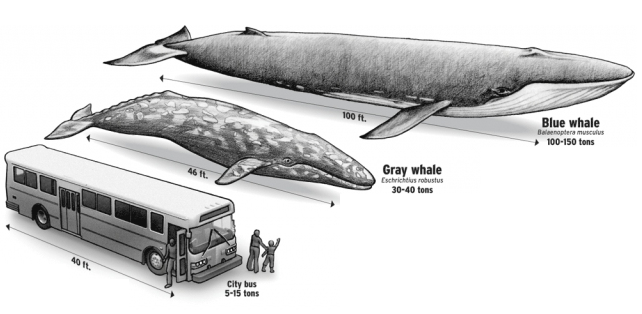 100 ft.
Blue whale
Balaenoptera musculus
100-150 tons
46 ft.
Gray whale
Eschrichtius robustus
30-40 tons
40 ft.
City bus
5-15 tons